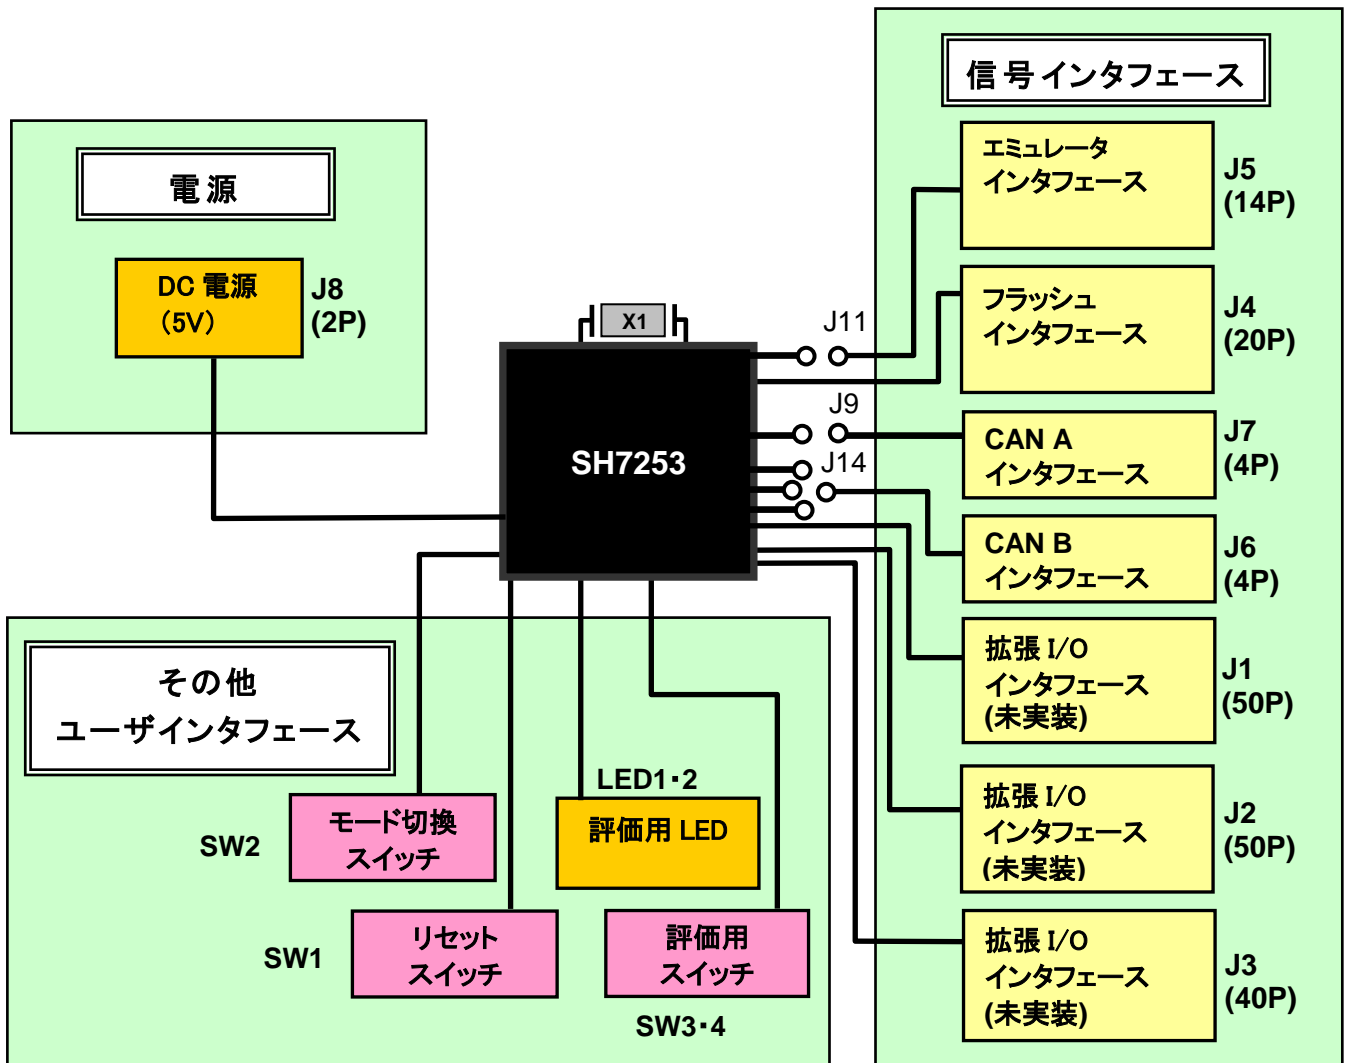 電源
DC 電源
（5V）
J8
(2P)
X1
SH7253
J11
J9
J14
信号インタフェース
エミュレータ
インタフェース
J5
(14P)
フラッシュ
インタフェース
J4
(20P)
CAN A
インタフェース
J7
(4P)
CAN B
インタフェース
J6
(4P)
拡張 I/O
インタフェース
(未実装)
J1
(50P)
拡張 I/O
インタフェース
(未実装)
J2
(50P)
拡張 I/O
インタフェース
(未実装)
J3
(40P)
その他
ユーザインタフェース
SW2
モード切換
スイッチ
LED1・2
評価用 LED
SW1
リセット
スイッチ
評価用
スイッチ
SW3・4